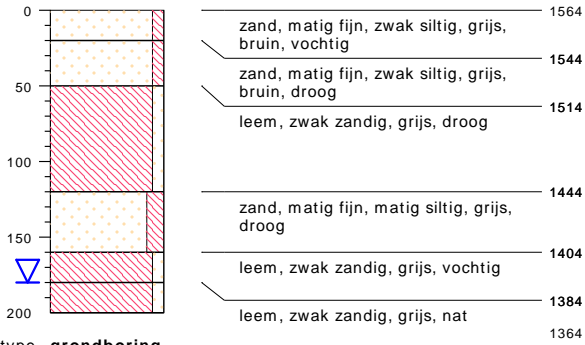 0
1564
zand, matig fijn, zwak siltig, grijs,
bruin, vochtig
1544
zand, matig fijn, zwak siltig, grijs,
bruin, droog
50
1514
leem, zwak zandig, grijs, droog
100
1444
zand, matig fijn, matig siltig, grijs,
droog
150
1404
leem, zwak zandig, grijs, vochtig
1384
200
leem, zwak zandig, grijs, nat
1364
type grondboring